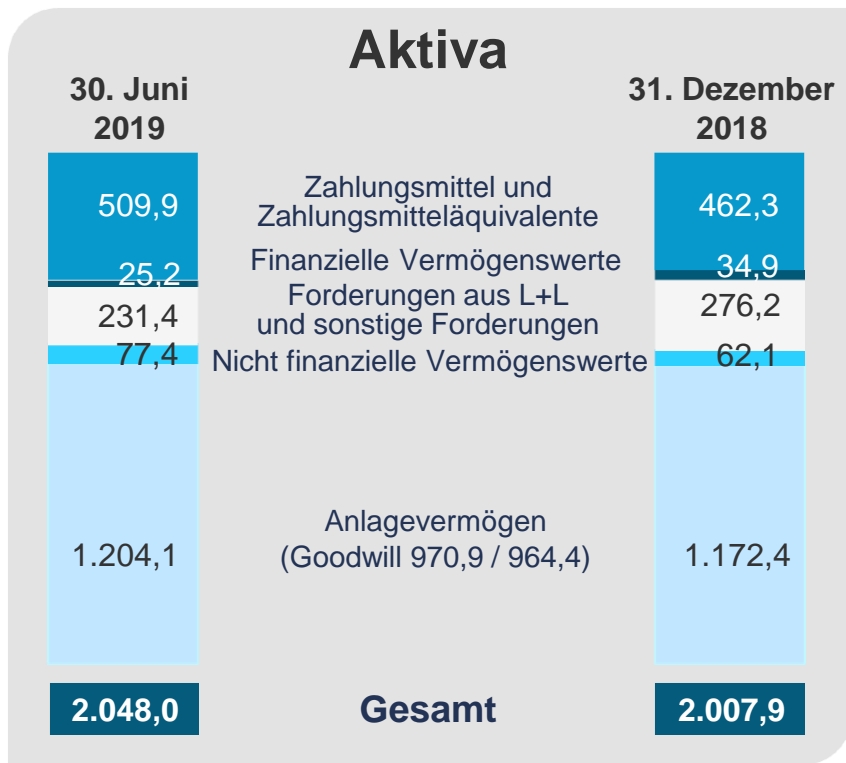 Aktiva
30. Juni
2019
31. Dezember
2018
509,9
Zahlungsmittel und
Zahlungsmitteläquivalente
462,3
25,2
Finanzielle Vermögenswerte
34,9
231,4
Forderungen aus L+L
und sonstige Forderungen
276,2
77,4
Nicht finanzielle Vermögenswerte
62,1
1.204,1
Anlagevermögen
(Goodwill 970,9 / 964,4)
1.172,4
2.048,0
Gesamt
2.007,9